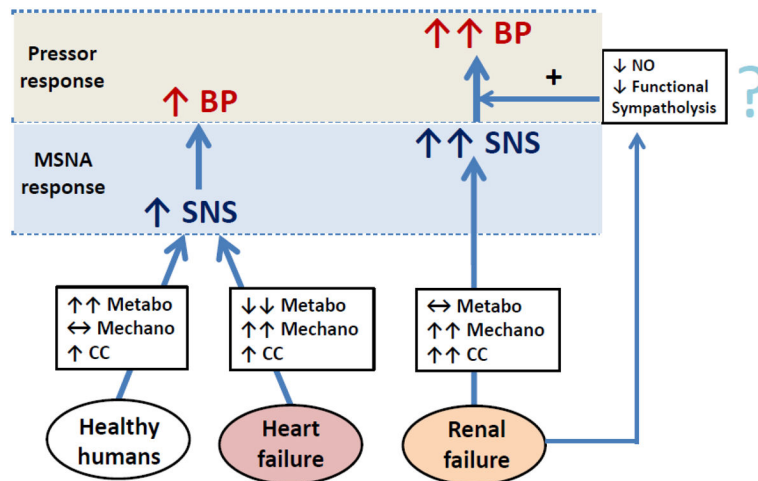 Pressor
response
↑ ↑ BP
+
↓ NO
↓ Functional
Sympatholysis
?
↑ BP
MSNA
response
↑ ↑ SNS
↑ SNS
↑ ↑ Metabo
↔ Mechano
↑ CC
↓↓ Metabo
↑↑ Mechano
↑ CC
↔ Metabo
↑↑ Mechano
↑↑ CC
Healthy
humans
Heart
failure
Renal
failure